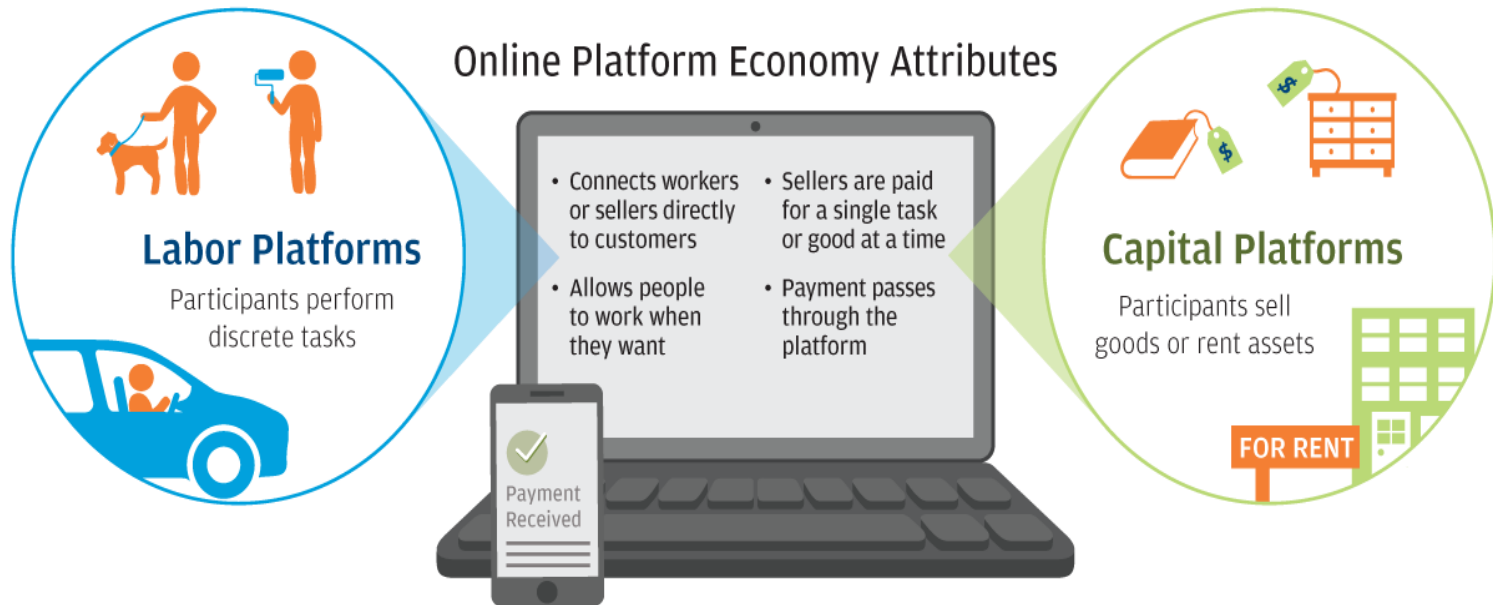 Online Platform Economy Attributes
Labor Platforms
Participants perform
discrete tasks
• Connects workers
or sellers directly
to customers
• Allows people
to work when
they want
• Sellers are paid
for a single task
or good at a time
• Payment passes
through the
platform
Payment
Received
$
$
Capital Platforms
Participants sell
goods or rent assets
FOR RENT